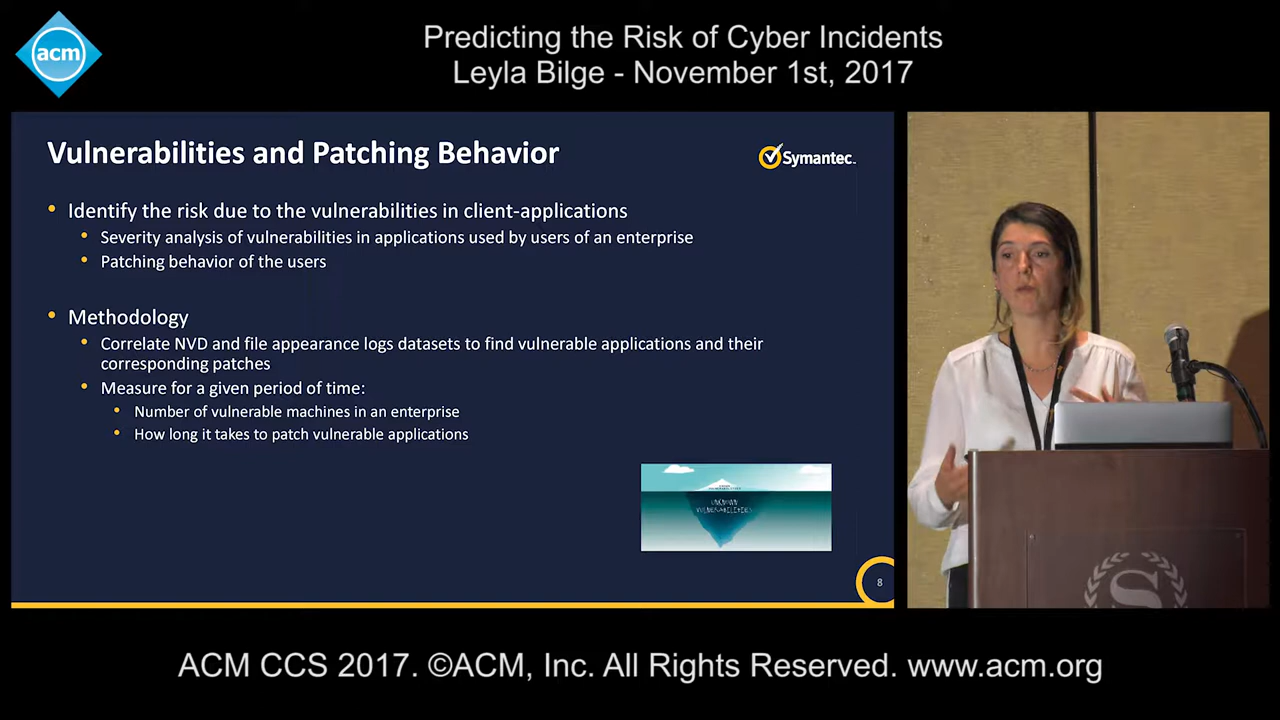 acm
Predicting the Risk of Cyber Incidents
Leyla Bilge - November 1st, 2017
Vulnerabilities and Patching Behavior
Symantec.
• Identify the risk due to the vulnerabilities in client-applications
• Severity analysis of vulnerabilities in applications used by users of an enterprise
• Patching behavior of the users
• Methodology
• Correlate NVD and file appearance logs datasets to find vulnerable applications and their
corresponding patches
• Measure for a given period of time:
• Number of vulnerable machines in an enterprise
• How long it takes to patch vulnerable applications
UNKNOWN
VULNERABILITIES
8
S
ACM CCS 2017. ©ACM, Inc. All Rights Reserved. www.acm.org